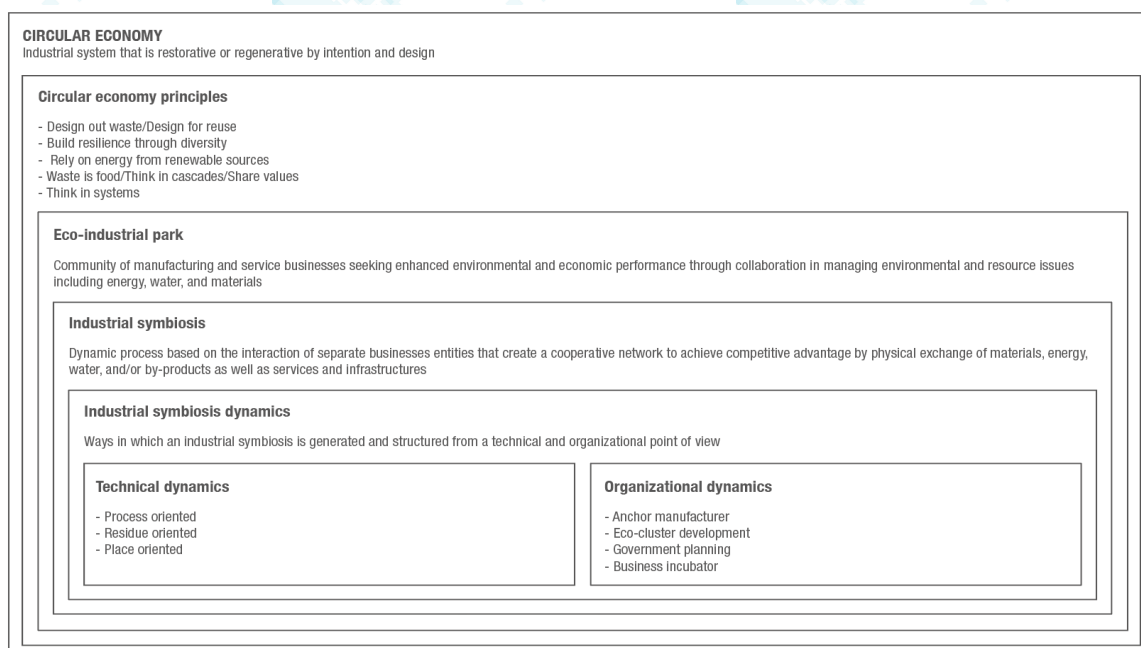 CIRCULAR ECONOMY
Industrial system that is restorative or regenerative by intention and design
Circular economy principles
- Design out waste/Design for reuse
- Build resilience through diversity
- Rely on energy from renewable sources
- Waste is food/Think in cascades/Share values
- Think in systems
Eco-industrial park
Community of manufacturing and service businesses seeking enhanced environmental and economic performance through collaboration in managing environmental and resource issues
including energy, water, and materials
Industrial symbiosis
Dynamic process based on the interaction of separate businesses entities that create a cooperative network to achieve competitive advantage by physical exchange of materials, energy,
water, and/or by-products as well as services and infrastructures
Industrial symbiosis dynamics
Ways in which an industrial symbiosis is generated and structured from a technical and organizational point of view
Technical dynamics
- Process oriented
- Residue oriented
- Place oriented
Organizational dynamics
- Anchor manufacturer
- Eco-cluster development
- Government planning
- Business incubator